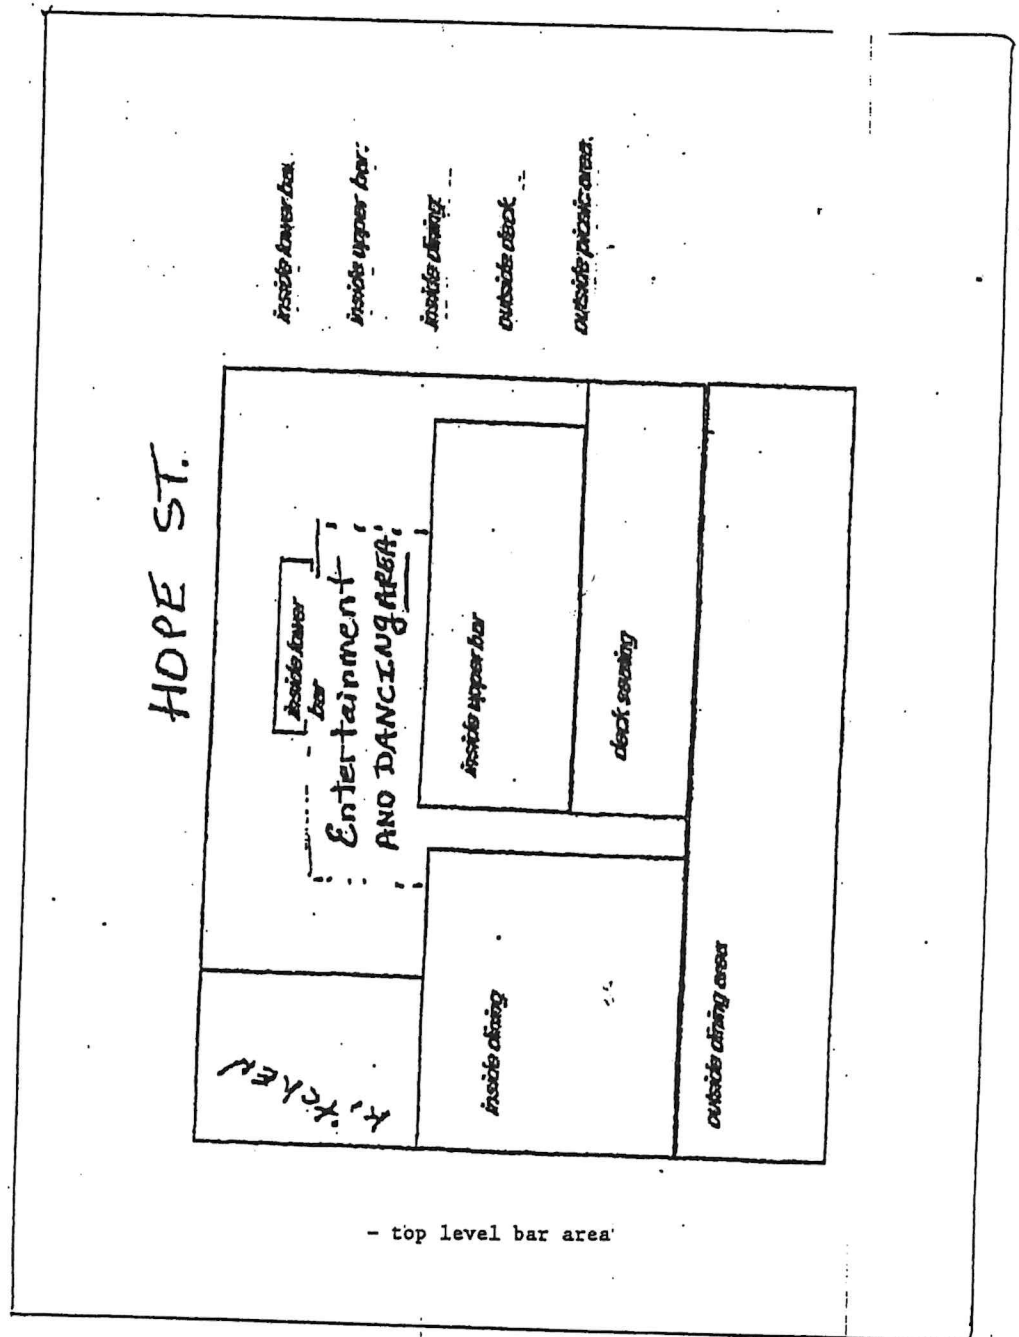 HOPE ST.
inside lower bar.
inside upper bar:
inside dining
outside deck
outside picnic area.
inside lower
bar
Entertainment
AND DANCING AREA.
inside upper bar
deck seating
KitchEN
inside dining
outside dining area
- top level bar area